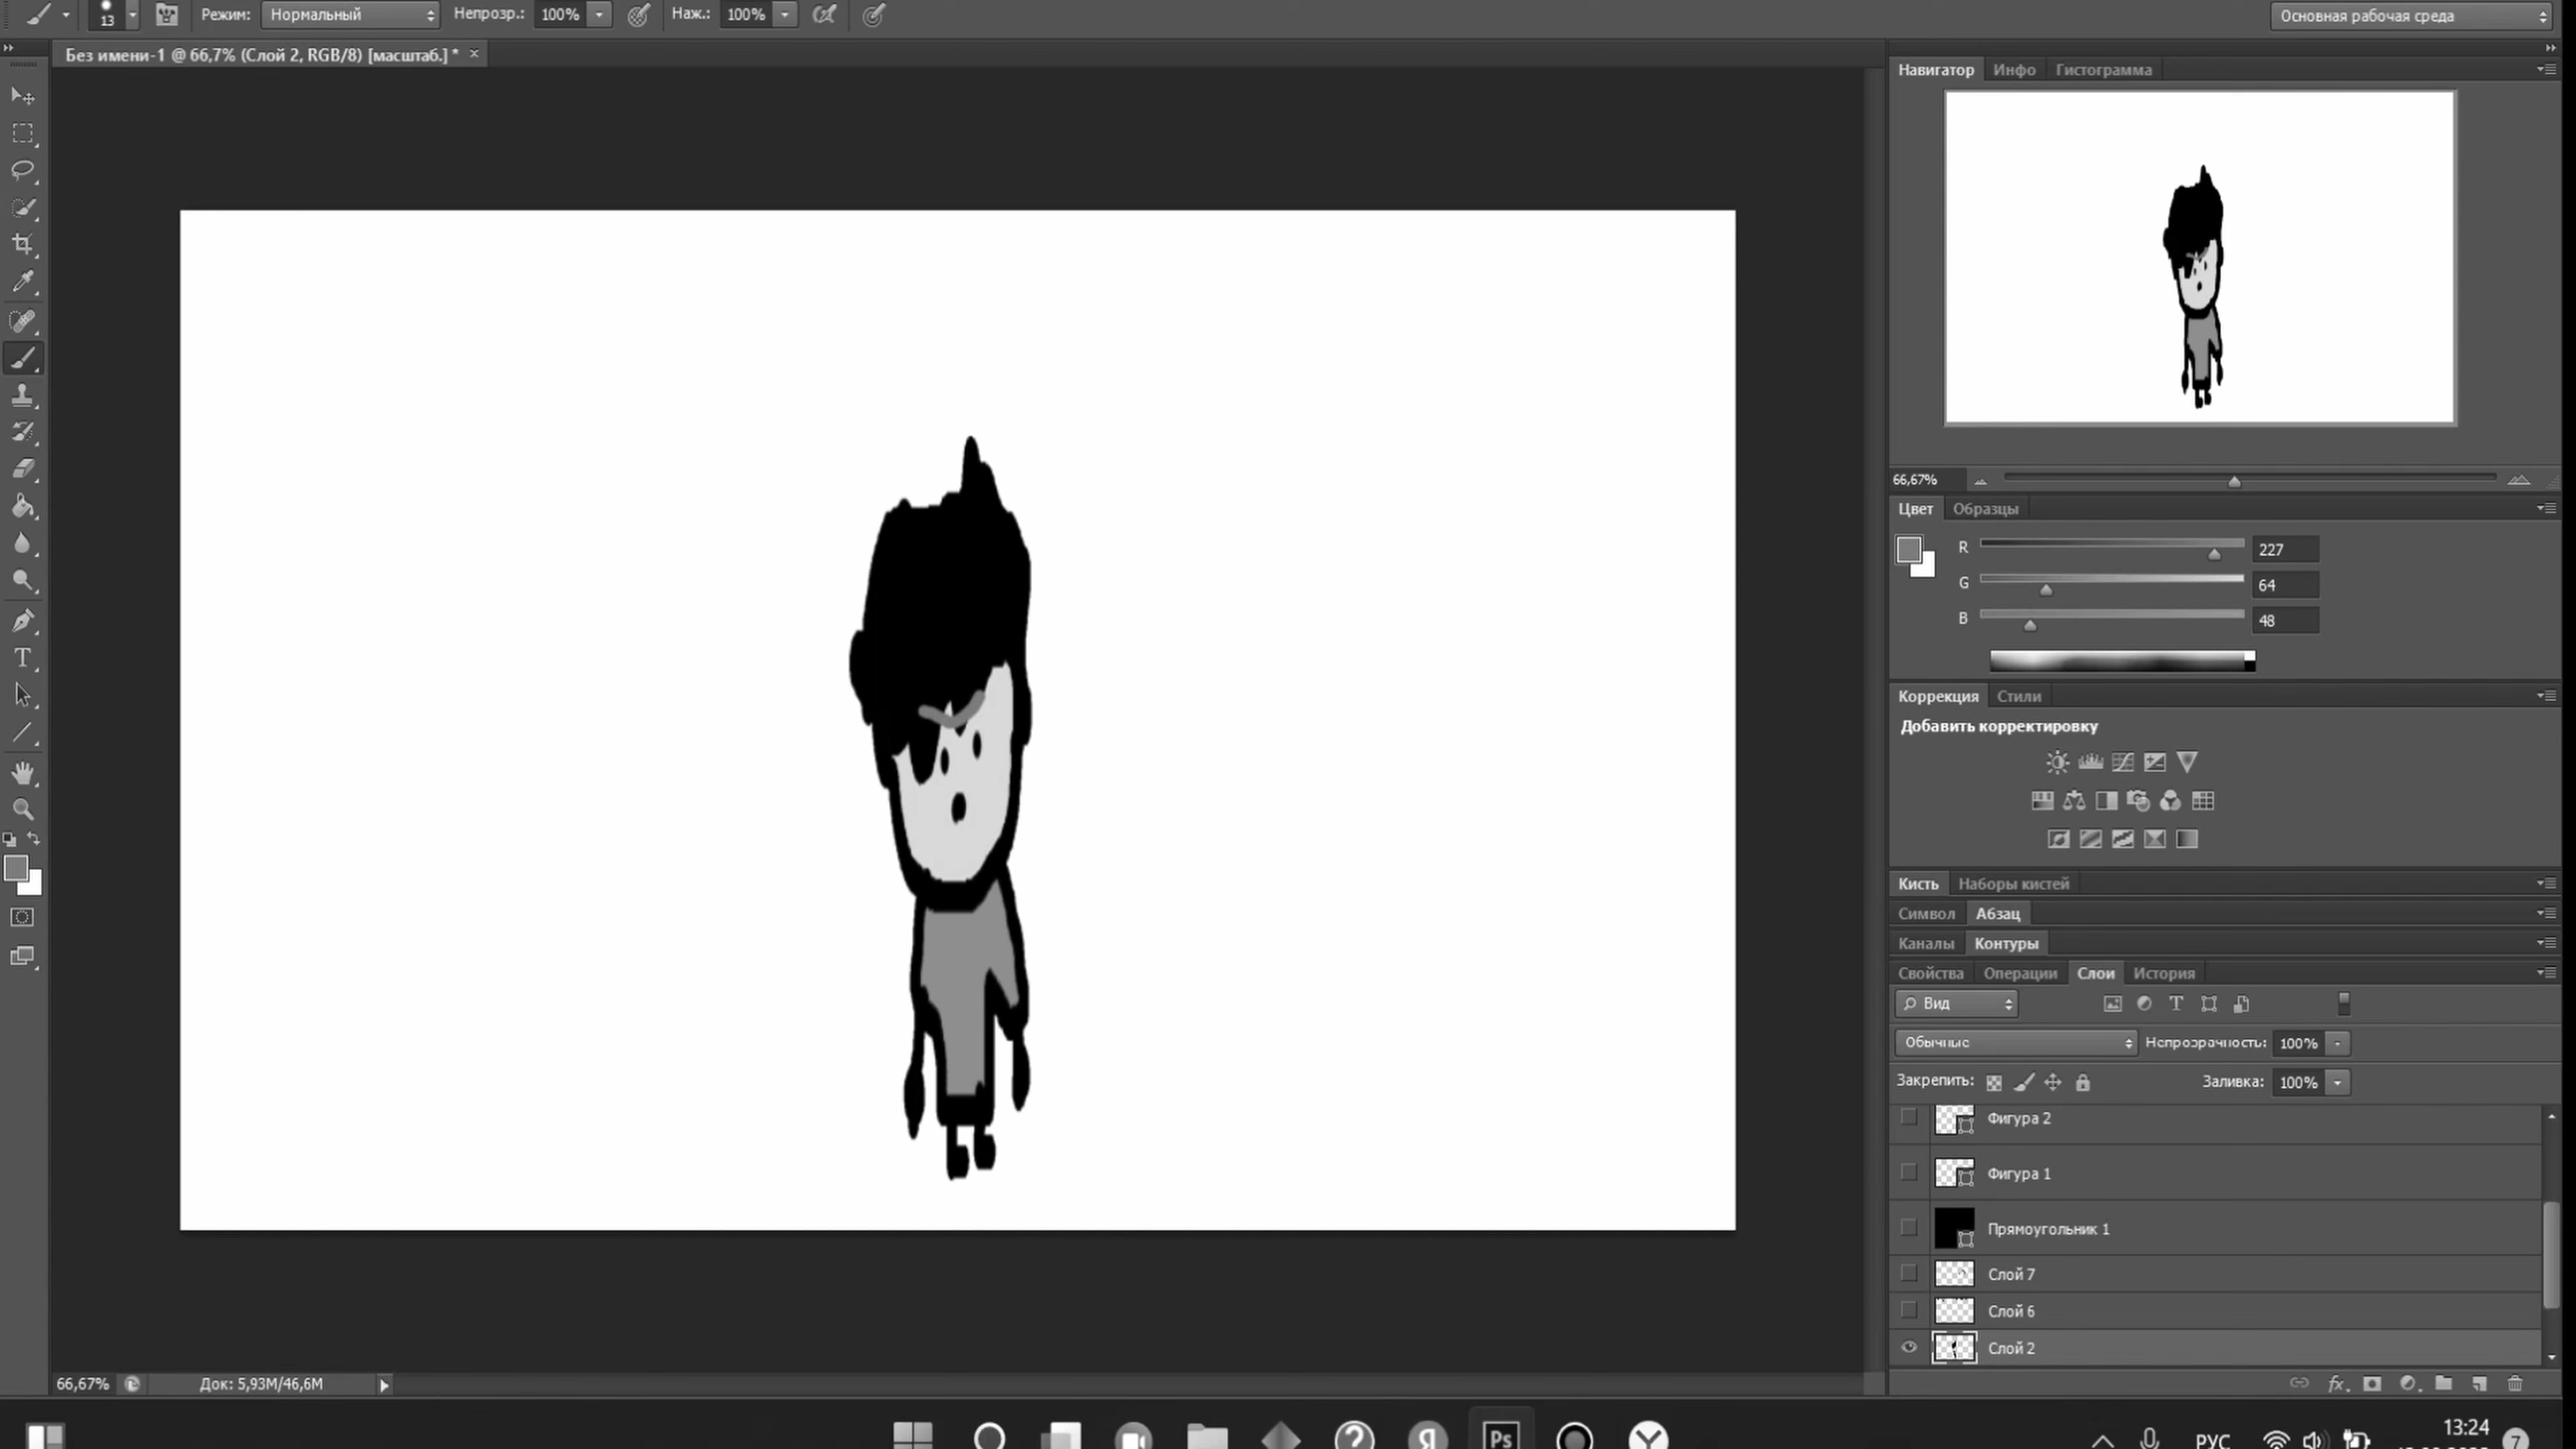 13 Режим: Нормальный Непрозр.: 100% Наж.: 100% Основная рабочая среда
Без имени-1 @ 66,7% (Слой 2, RGB/8) [масштаб.] * ×
Навигатор Инфо Гистограмма
66,67%
Цвет Образцы
R 227
G 64
B 48
Коррекция Стили
Добавить корректировку
Кисть Наборы кистей
Символ Абзац
Каналы Контуры
Свойства Операции Слои История
Вид
Обычные Непрозрачность: 100%
Закрепить: Заливка: 100%
Фигура 2
Фигура 1
Прямоугольник 1
Слой 7
Слой 6
Слой 2
66,67% Док: 5,93M/46,6M
Я Ps РУС 13:24 7